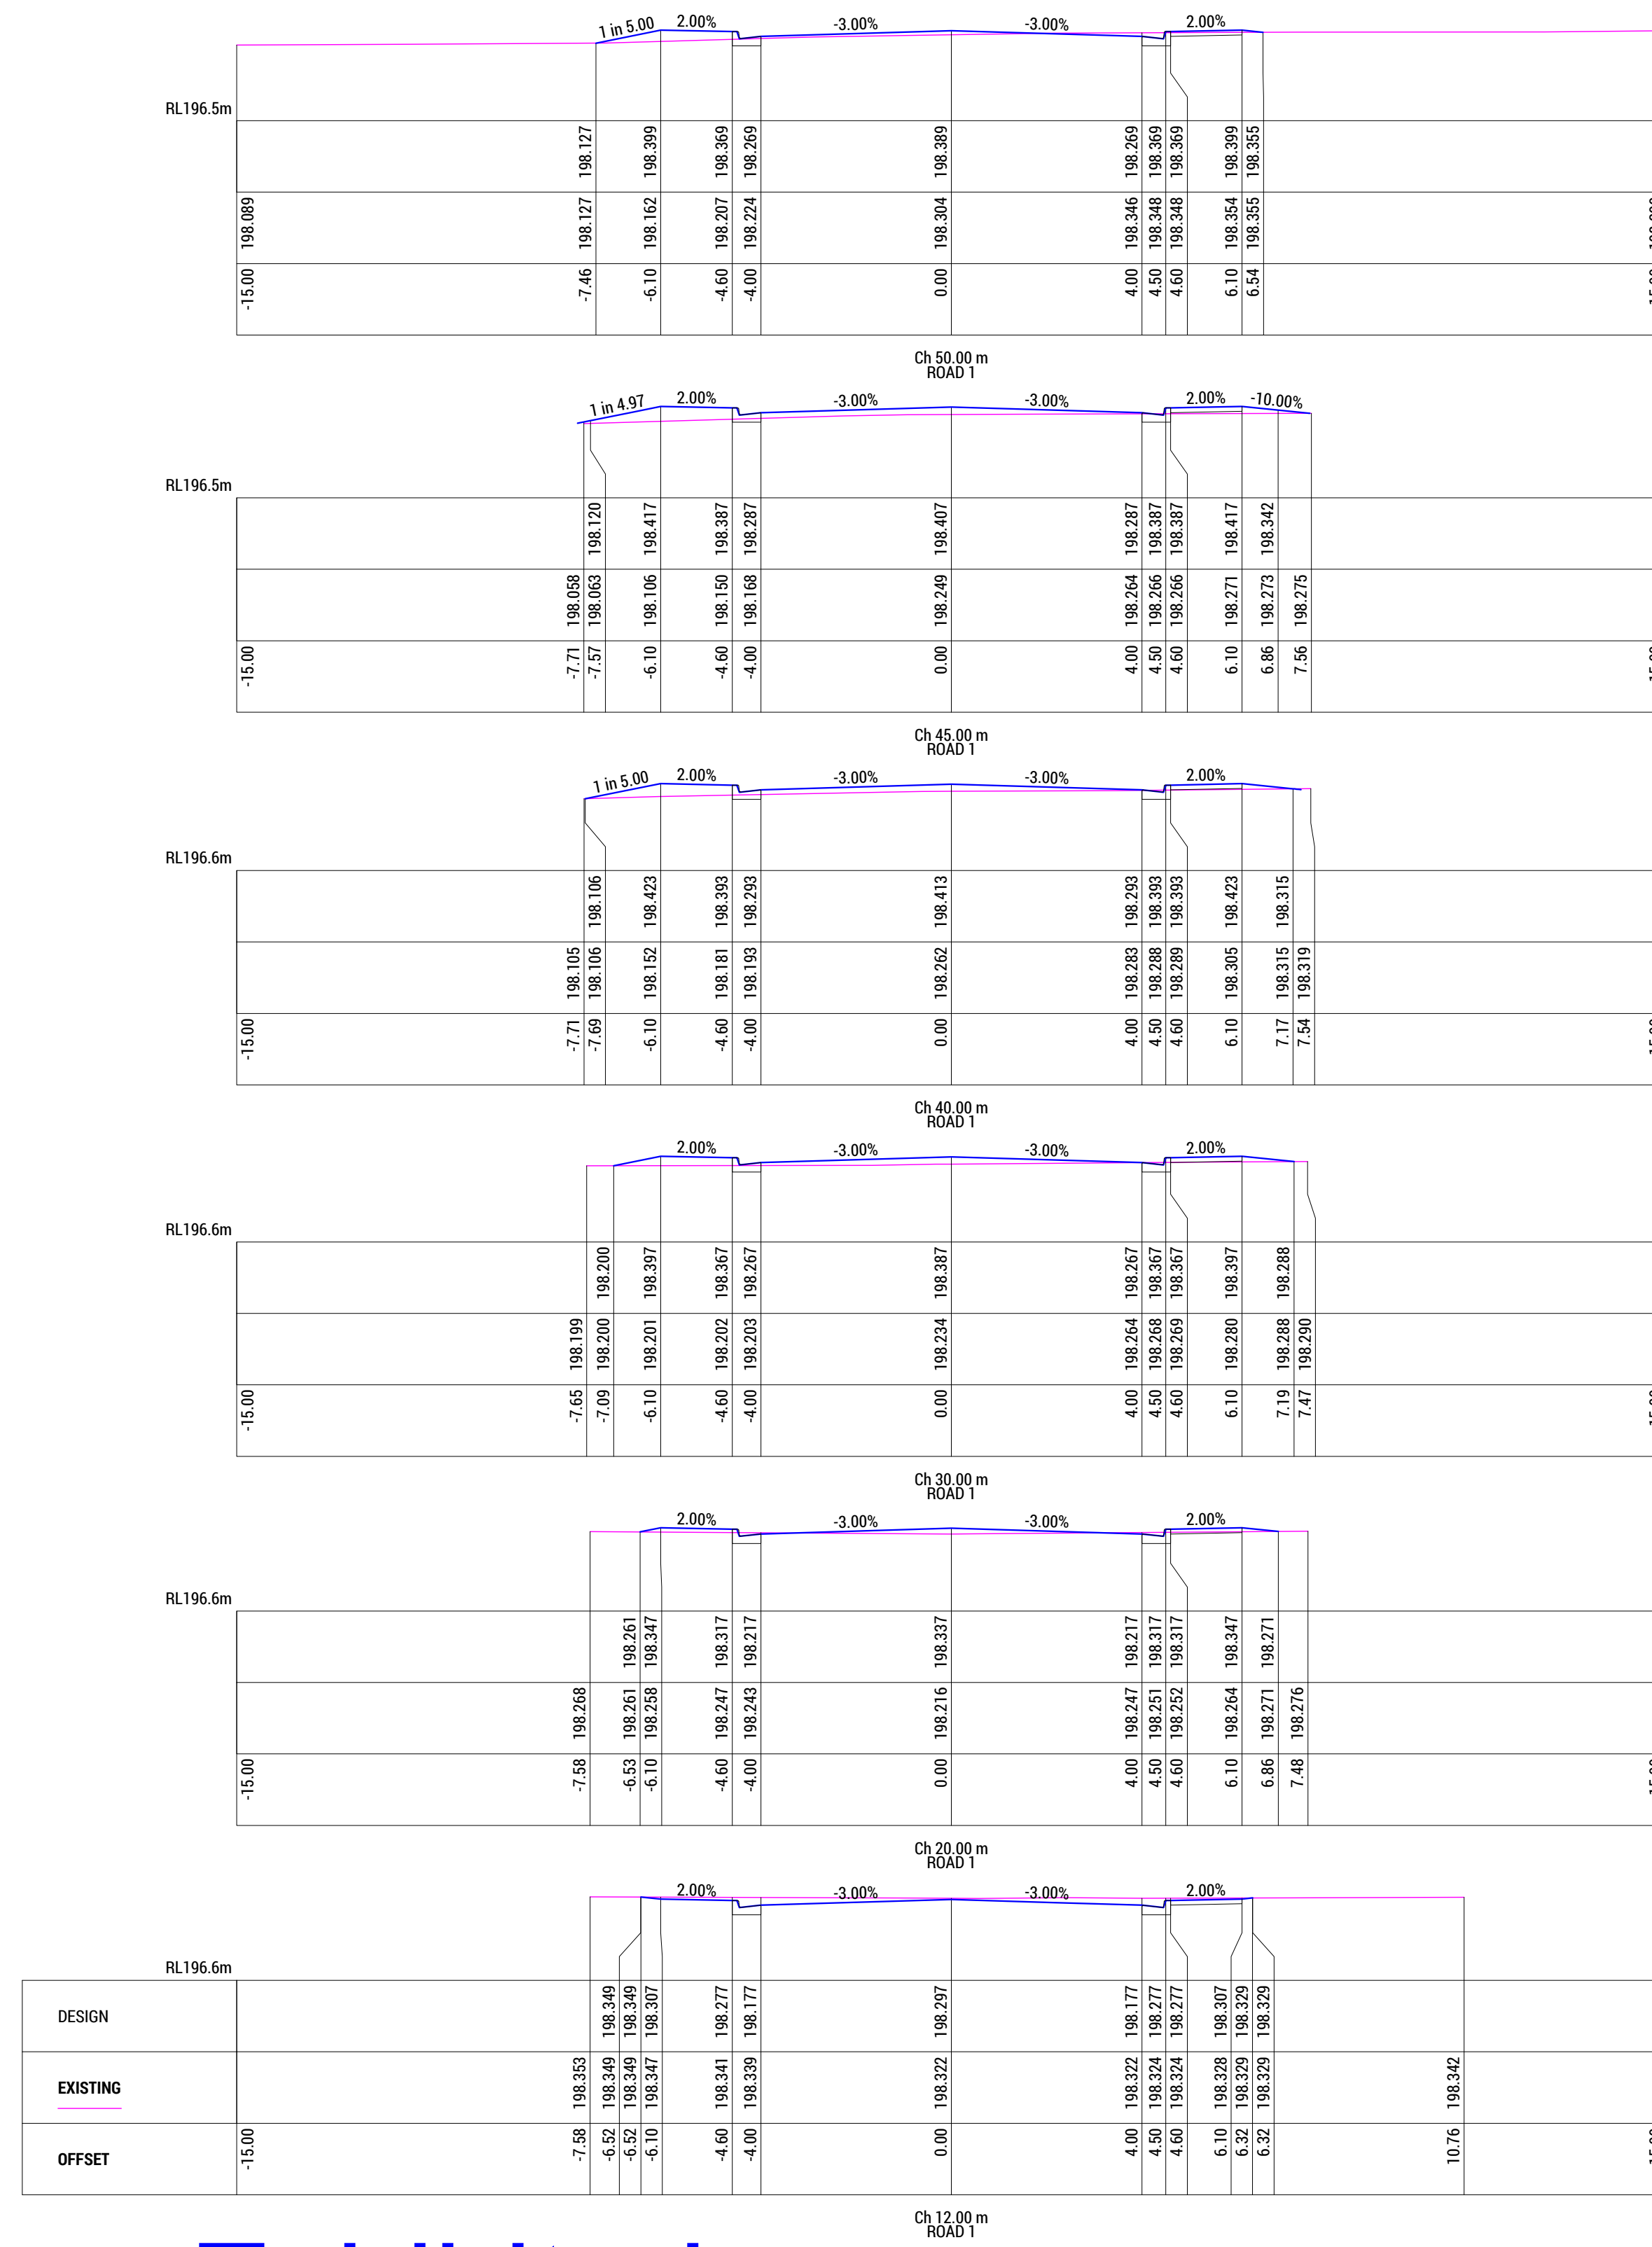 1 in 5.00 2.00% -3.00% -3.00% 2.00%
RL196.5m
198.127 198.399 198.369 198.269 198.389 198.269 198.369 198.369 198.399 198.355
198.089 198.127 198.162 198.207 198.224 198.304 198.346 198.348 198.348 198.354 198.355
-15.00 -7.46 -6.10 -4.60 -4.00 0.00 4.00 4.50 4.60 6.10 6.54
Ch 50.00 m
ROAD 1
1 in 4.97 2.00% -3.00% -3.00% 2.00% -10.00%
RL196.5m
198.120 198.417 198.387 198.287 198.407 198.287 198.387 198.387 198.417 198.342
198.058 198.063 198.106 198.150 198.168 198.249 198.264 198.266 198.266 198.271 198.273 198.275
-15.00 -7.71 -7.57 -6.10 -4.60 -4.00 0.00 4.00 4.50 4.60 6.10 6.86 7.56
Ch 45.00 m
ROAD 1
1 in 5.00 2.00% -3.00% -3.00% 2.00%
RL196.6m
198.106 198.423 198.393 198.293 198.413 198.293 198.393 198.393 198.423 198.315
198.105 198.106 198.152 198.181 198.193 198.262 198.283 198.288 198.289 198.305 198.315 198.319
-15.00 -7.71 -7.69 -6.10 -4.60 -4.00 0.00 4.00 4.50 4.60 6.10 7.17 7.54
Ch 40.00 m
ROAD 1
2.00% -3.00% -3.00% 2.00%
RL196.6m
198.200 198.397 198.367 198.267 198.387 198.267 198.367 198.367 198.397 198.288
198.199 198.200 198.201 198.202 198.203 198.234 198.264 198.268 198.269 198.280 198.288 198.290
-15.00 -7.65 -7.09 -6.10 -4.60 -4.00 0.00 4.00 4.50 4.60 6.10 7.19 7.47
Ch 30.00 m
ROAD 1
2.00% -3.00% -3.00% 2.00%
RL196.6m
198.261 198.347 198.317 198.217 198.337 198.217 198.317 198.317 198.347 198.271
198.268 198.261 198.258 198.247 198.243 198.216 198.247 198.251 198.252 198.264 198.271 198.276
-15.00 -7.58 -6.53 -6.10 -4.60 -4.00 0.00 4.00 4.50 4.60 6.10 6.86 7.48
Ch 20.00 m
ROAD 1
2.00% -3.00% -3.00% 2.00%
RL196.6m
DESIGN 198.349 198.349 198.307 198.277 198.177 198.297 198.177 198.277 198.277 198.307 198.329 198.329
EXISTING 198.353 198.349 198.349 198.347 198.341 198.339 198.322 198.322 198.324 198.324 198.328 198.329 198.329 198.342
OFFSET -15.00 -7.58 -6.52 -6.52 -6.10 -4.60 -4.00 0.00 4.00 4.50 4.60 6.10 6.32 6.32 10.76
Ch 12.00 m
ROAD 1